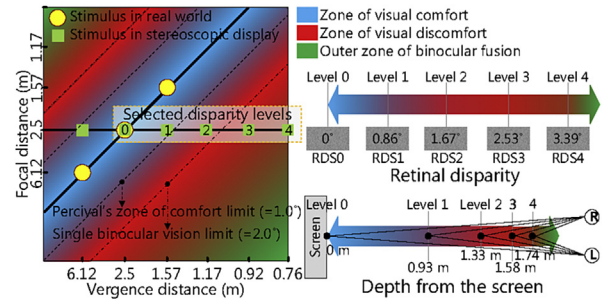 Stimulus in real world
Stimulus in stereoscopic display
Zone of visual comfort
Zone of visual discomfort
Outer zone of binocular fusion
Focal distance (m)
1.17
1.57
2.5
6.12
Selected disparity levels
0 1 2 3 4
Percival's zone of comfort limit (=1.0°)
Single binocular vision limit (=2.0°)
6.12 2.5 1.57 1.17 0.92 0.76
Vergence distance (m)
Level 0 Level 1 Level 2 Level 3 Level 4
0° 0.86° 1.67° 2.53° 3.39°
RDS0 RDS1 RDS2 RDS3 RDS4
Retinal disparity
Level 0 Level 1 Level 2 3 4
R
Screen
0 m
L
1.33 m 1.74 m
0.93 m 1.58 m
Depth from the screen